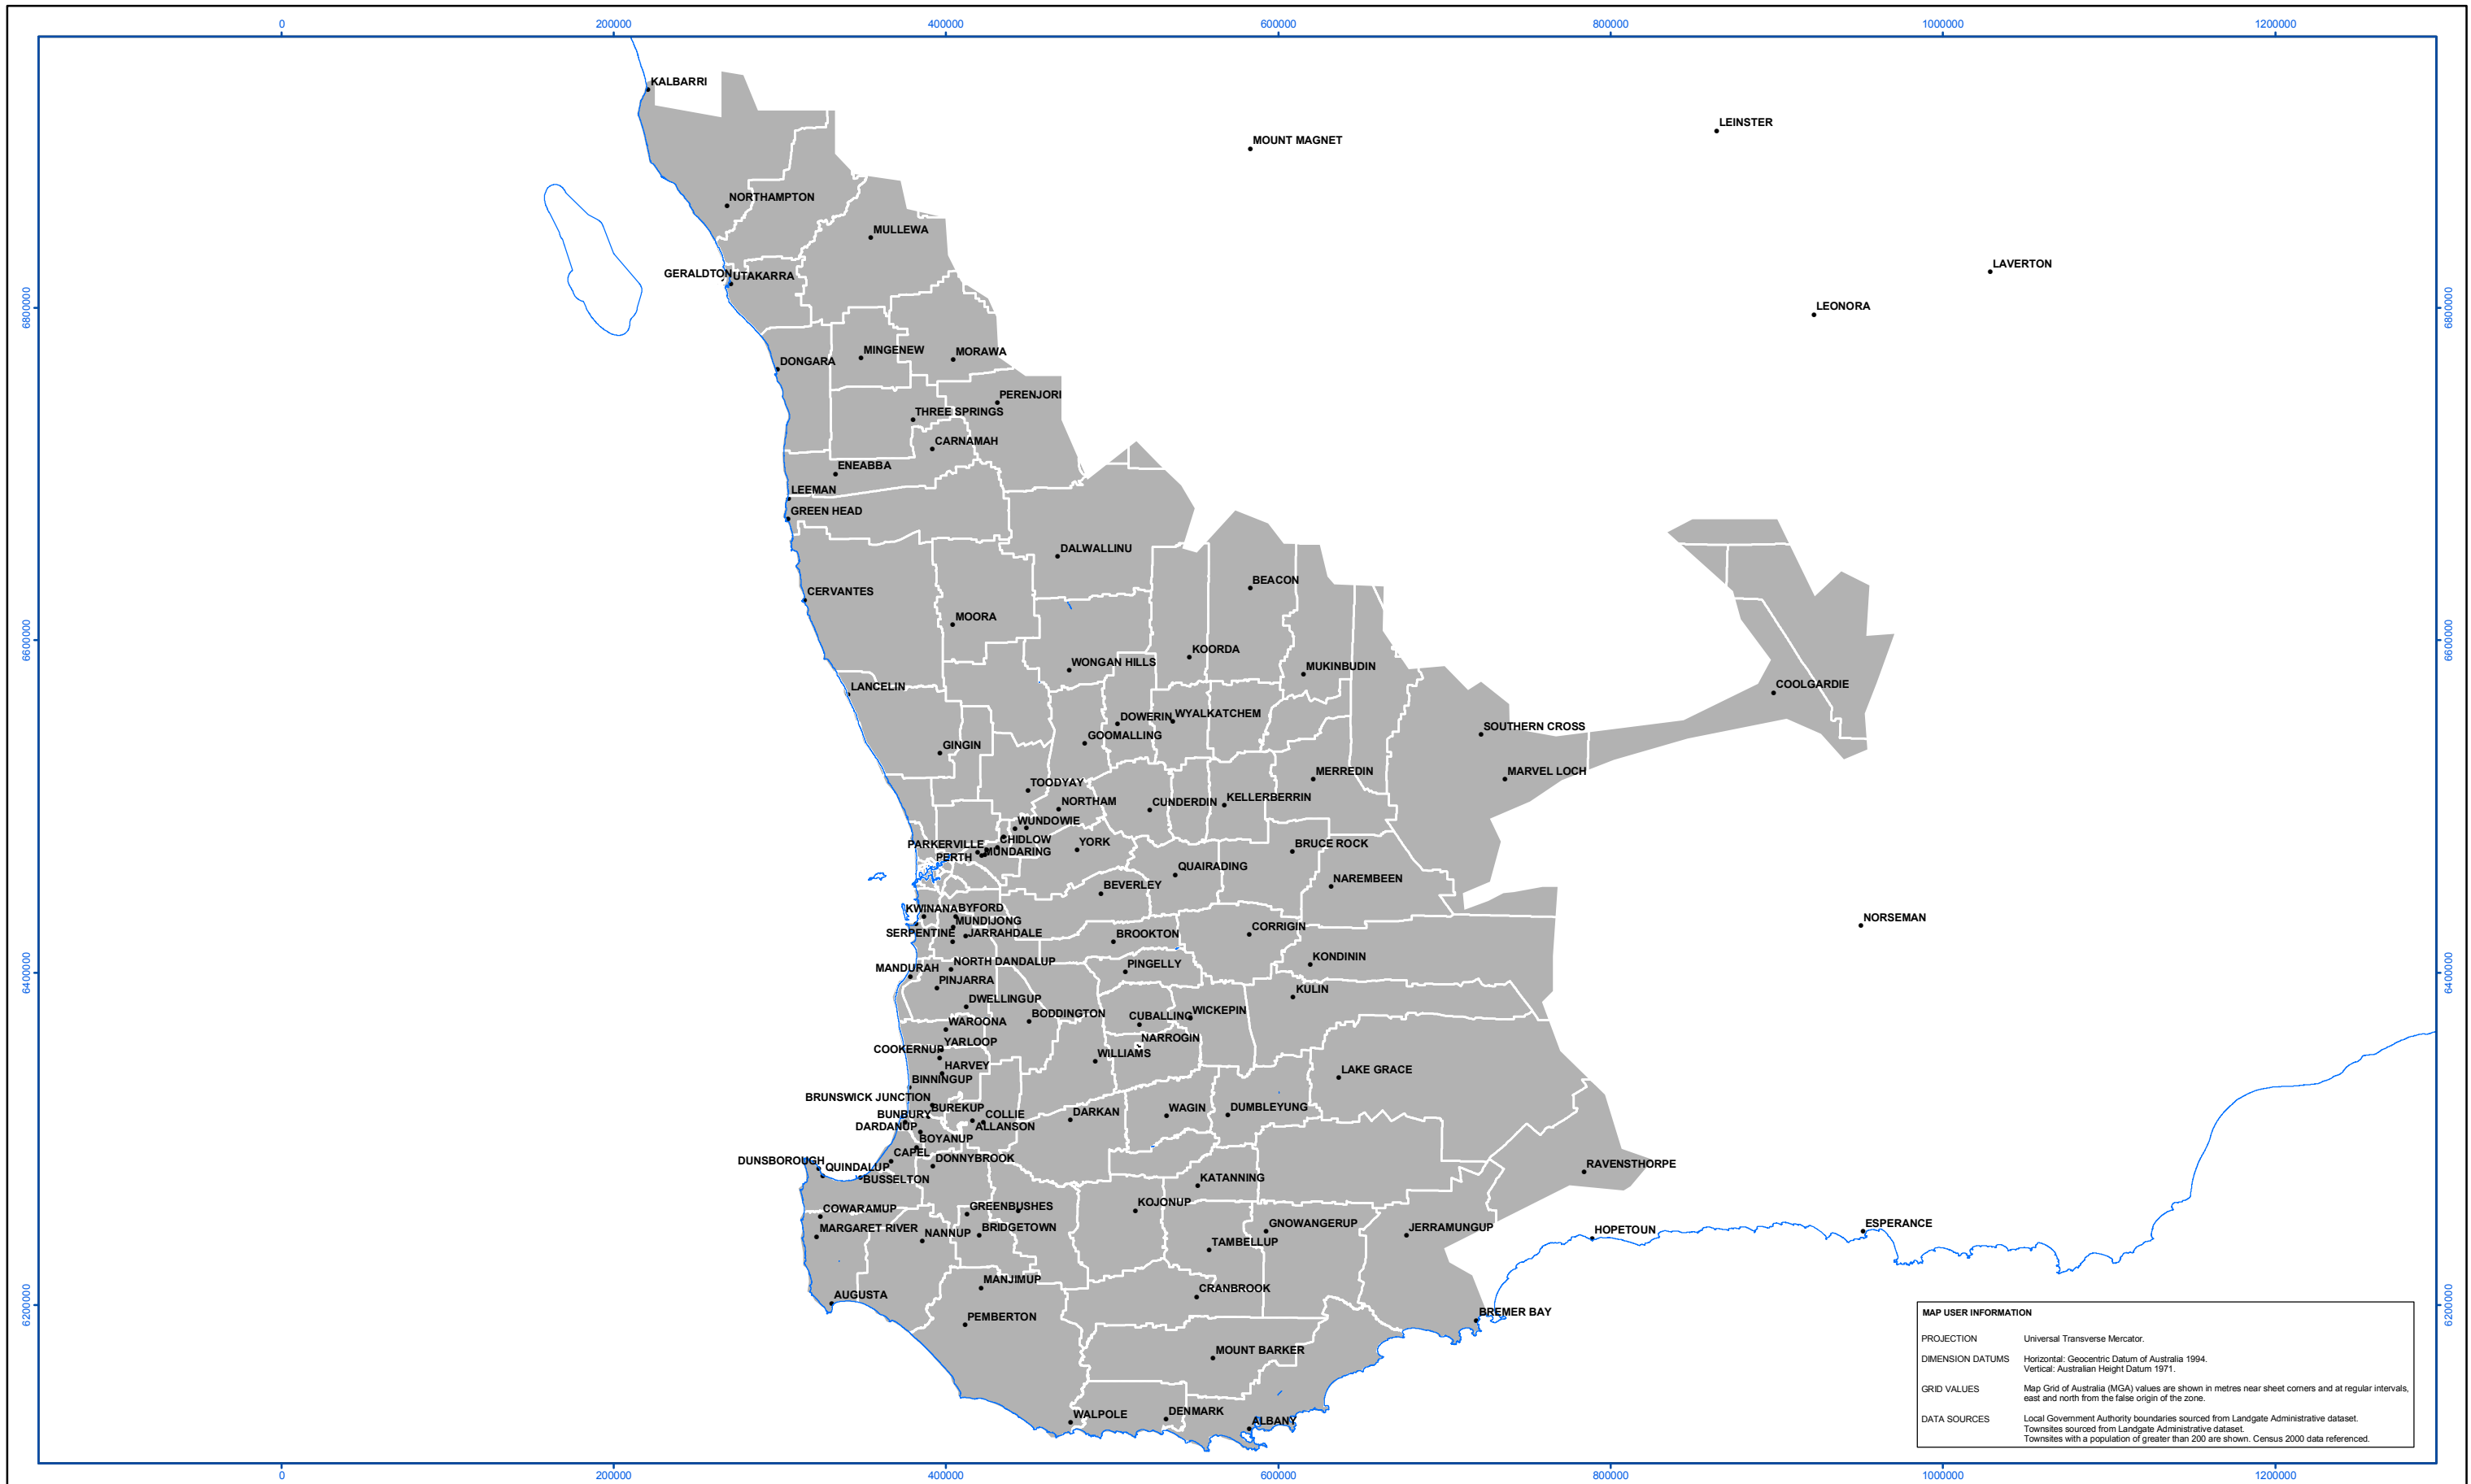 0 200000 400000 600000 800000 1000000 1200000
KALBARRI
LEINSTER
MOUNT MAGNET
NORTHAMPTON
MULLEWA
LAVERTON
GERALDTON UTAKARRA
6800000 LEONORA 6800000
MINGENEW MORAWA
DONGARA
PERENJORI
THREE SPRINGS
CARNAMAH
ENEABBA
LEEMAN
GREEN HEAD
DALWALLINU
BEACON
CERVANTES
MOORA
6600000 6600000
KOORDA
WONGAN HILLS MUKINBUDIN
LANCELIN COOLGARDIE
DOWERIN WYALKATCHEM
SOUTHERN CROSS
GOOMALLING
GINGIN
MERREDIN MARVEL LOCH
TOODYAY
NORTHAM CUNDERDIN KELLERBERRIN
WUNDOWIE
CHIDLOW
PARKERVILLE YORK BRUCE ROCK
PERTH MUNDARING
QUAIRADING
BEVERLEY NAREMBEEN
KWINANA BYFORD
MUNDIJONG NORSEMAN
SERPENTINE JARRAHDALE BROOKTON CORRIGIN
NORTH DANDALUP KONDININ
MANDURAH PINGELLY
6400000 6400000
PINJARRA KULIN
DWELLINGUP
BODDINGTON CUBALLING WICKEPIN
WAROONA
YARLOOP NARROGIN
COOKERNUP
WILLIAMS
HARVEY LAKE GRACE
BINNINGUP
BRUNSWICK JUNCTION
BUREKUP
BUNBURY COLLIE DARKAN WAGIN DUMBLEYUNG
DARDANUP ALLANSON
BOYANUP
CAPEL
DUNSBOROUGH QUINDALUP DONNYBROOK RAVENSTHORPE
BUSSELTON KATANNING
COWARAMUP GREENBUSHES KOJONUP
MARGARET RIVER NANNUP BRIDGETOWN GNOWANGERUP JERRAMUNGUP HOPETOUN ESPERANCE
TAMBELLUP
MANJIMUP
AUGUSTA CRANBROOK
6200000 6200000
PEMBERTON BREMER BAY
MOUNT BARKER
WALPOLE DENMARK
ALBANY
MAP USER INFORMATION
PROJECTION Universal Transverse Mercator.
DIMENSION DATUMS Horizontal: Geocentric Datum of Australia 1994.
Vertical: Australian Height Datum 1971.
GRID VALUES Map Grid of Australia (MGA) values are shown in metres near sheet corners and at regular intervals,
east and north from the false origin of the zone.
DATA SOURCES Local Government Authority boundaries sourced from Landgate Administrative dataset.
Townsites sourced from Landgate Administrative dataset.
Townsites with a population of greater than 200 are shown. Census 2000 data referenced.
0 200000 400000 600000 800000 1000000 1200000